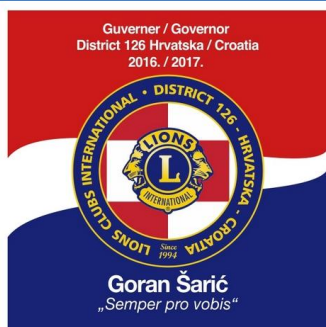 Guverner / Governor
District 126 Hrvatska / Croatia
2016. / 2017.
LIONS CLUBS INTERNATIONAL • DISTRICT 126 - HRVATSKA - CROATIA
LIONS
L
INTERNATIONAL
Since
1994
Goran Šarić
„Semper pro vobis“